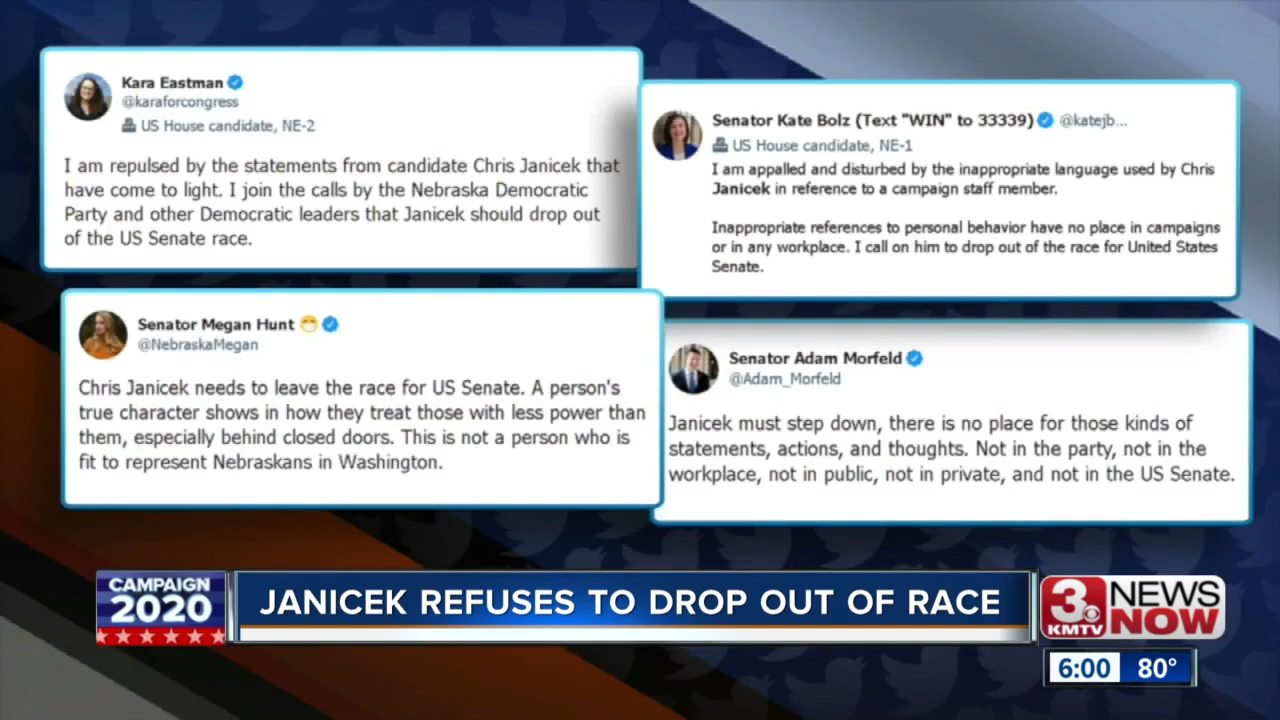 Kara Eastman
@karaforcongress
US House candidate, NE-2
I am repulsed by the statements from candidate Chris Janicek that
have come to light. I join the calls by the Nebraska Democratic
Party and other Democratic leaders that Janicek should drop out
of the US Senate race.
Senator Kate Bolz (Text "WIN" to 33339) @katejb...
US House candidate, NE-1
I am appalled and disturbed by the inappropriate language used by Chris
Janicek in reference to a campaign staff member.
Inappropriate references to personal behavior have no place in campaigns
or in any workplace. I call on him to drop out of the race for United States
Senate.
Senator Megan Hunt
@NebraskaMegan
Chris Janicek needs to leave the race for US Senate. A person's
true character shows in how they treat those with less power than
them, especially behind closed doors. This is not a person who is
fit to represent Nebraskans in Washington.
Senator Adam Morfeld
@Adam_Morfeld
Janicek must step down, there is no place for those kinds of
statements, actions, and thoughts. Not in the party, not in the
workplace, not in public, not in private, and not in the US Senate.
CAMPAIGN
2020
JANICEK REFUSES TO DROP OUT OF RACE
3
KMTV
NEWS
NOW
6:00 80°